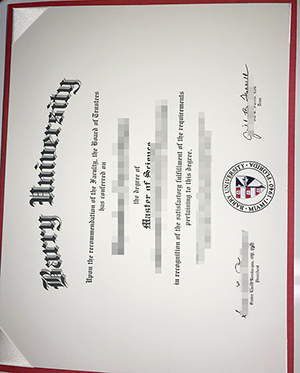 Barry University
Upon the recommendation of the Faculty, the Board of Trustees
has conferred on
the degree of
Master of Science
in recognition of the satisfactory fulfillment of the requirements
pertaining to this degree.
BARRY UNIVERSITY
MIAMI
FLORIDA
1940
Dean
President